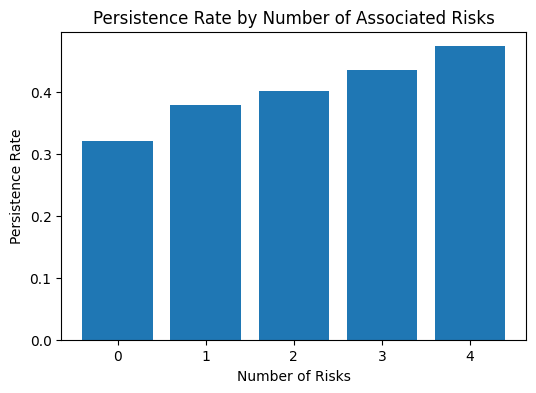 Persistence Rate by Number of Associated Risks
Persistence Rate
0.4
0.3
0.2
0.1
0.0
0 1 2 3 4
Number of Risks